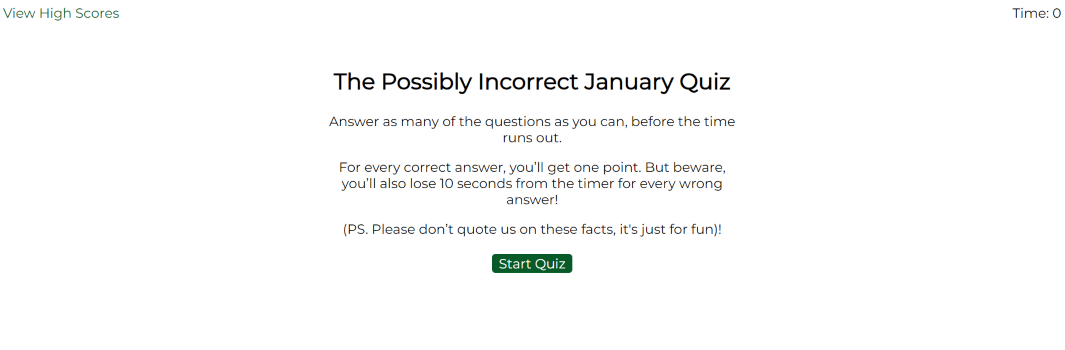 View High Scores
Time: 0
The Possibly Incorrect January Quiz
Answer as many of the questions as you can, before the time
runs out.
For every correct answer, you’ll get one point. But beware,
you’ll also lose 10 seconds from the timer for every wrong
answer!
(PS. Please don’t quote us on these facts, it's just for fun)!
Start Quiz